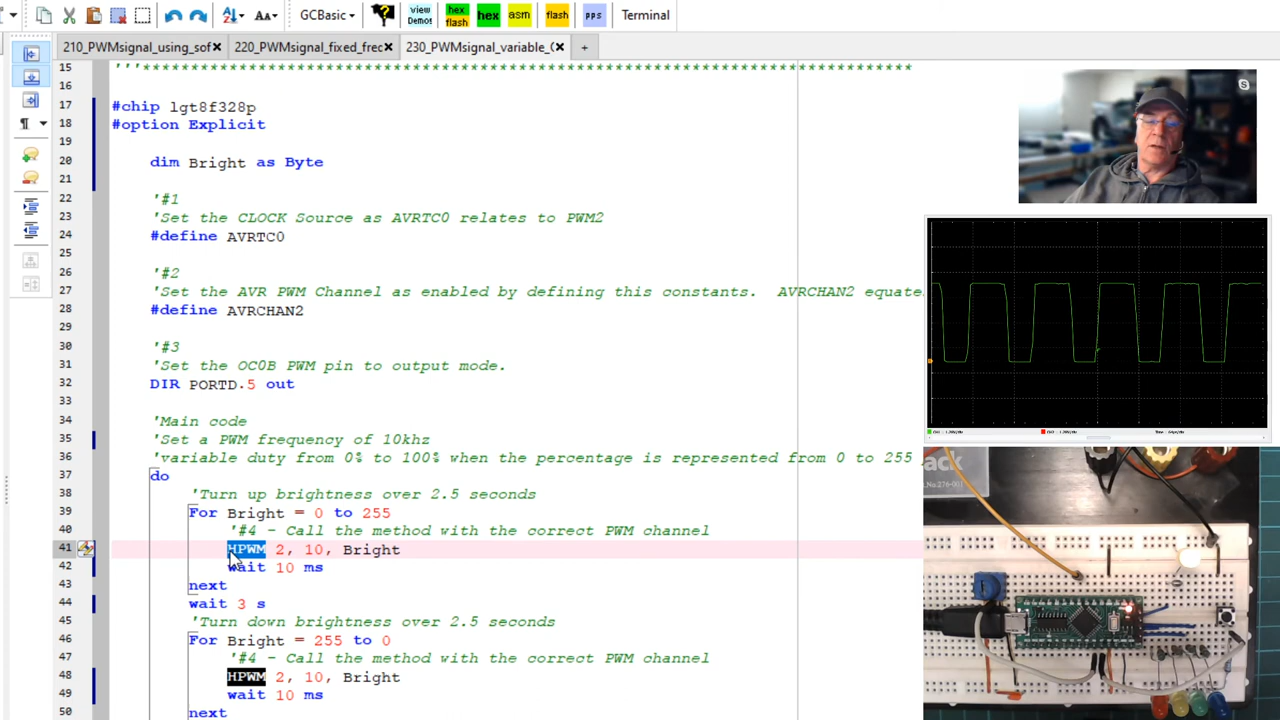 GCBasic
view Demos
hex flash
hex
asm
flash
pps
Terminal
210_PWMsignal_using_sof
220_PWMsignal_fixed_frec
230_PWMsignal_variable_(
15 '''********************************************************************************
16
17 #chip lgt8f328p
18 #option Explicit
19
20 dim Bright as Byte
21
22 '#1
23 'Set the CLOCK Source as AVRTC0 relates to PWM2
24 #define AVRTC0
25
26 '#2
27 'Set the AVR PWM Channel as enabled by defining this constants. AVRCHAN2 equate
28 #define AVRCHAN2
29
30 '#3
31 'Set the OC0B PWM pin to output mode.
32 DIR PORTD.5 out
33
34 'Main code
35 'Set a PWM frequency of 10khz
36 'variable duty from 0% to 100% when the percentage is represented from 0 to 255
37 do
38 'Turn up brightness over 2.5 seconds
39 For Bright = 0 to 255
40 '#4 - Call the method with the correct PWM channel
41 HPWM 2, 10, Bright
42 wait 10 ms
43 next
44 wait 3 s
45 'Turn down brightness over 2.5 seconds
46 For Bright = 255 to 0
47 '#4 - Call the method with the correct PWM channel
48 HPWM 2, 10, Bright
49 wait 10 ms
50 next